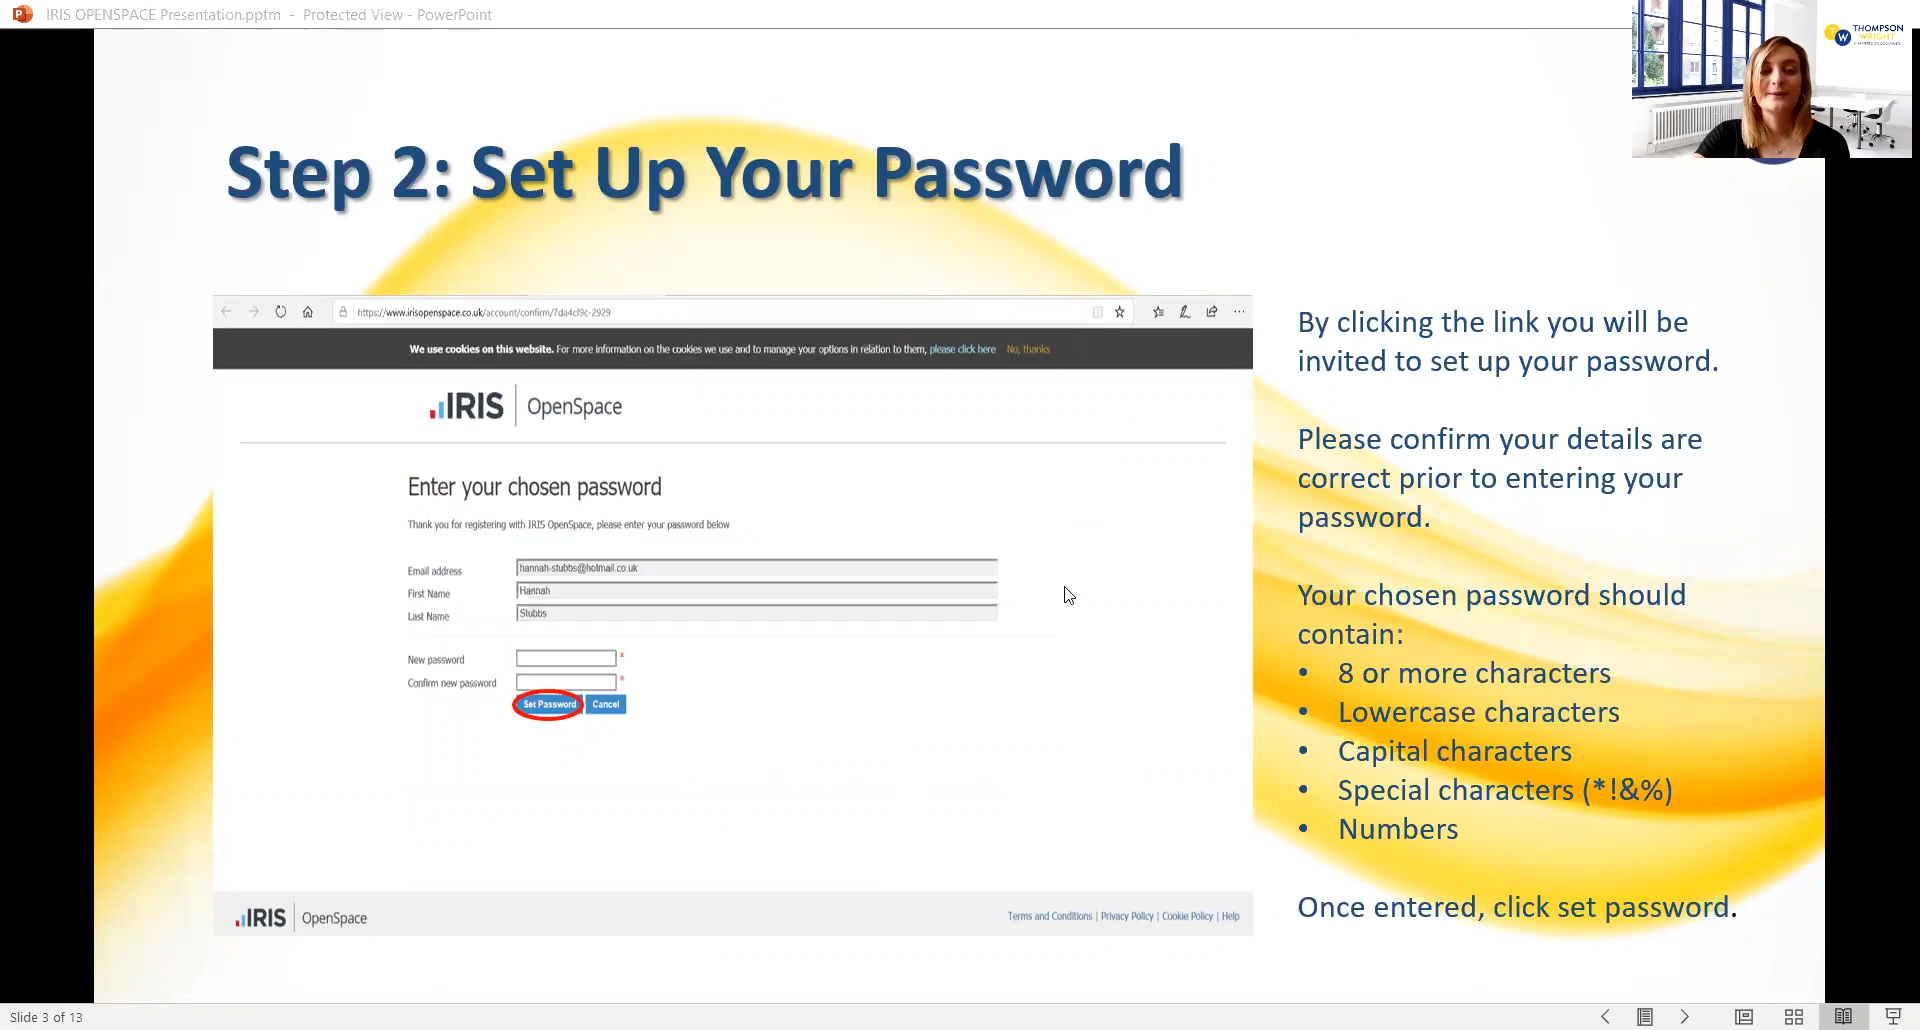 IRIS OPENSPACE Presentation.pptm - Protected View - PowerPoint
THOMPSON
WRIGHT
CHARTERED ACCOUNTANTS
Step 2: Set Up Your Password
https://www.irisopenspace.co.uk/account/confirm/7da4cf9c-2929
We use cookies on this website. For more information on the cookies we use and to manage your options in relation to them, please click here No, thanks
IRIS OpenSpace
Enter your chosen password
Thank you for registering with IRIS OpenSpace, please enter your password below
Email address hannah-stubbs@hotmail.co.uk
First Name Hannah
Last Name Stubbs
New password x
Confirm new password x
Set Password Cancel
IRIS OpenSpace
Terms and Conditions | Privacy Policy | Cookie Policy | Help
By clicking the link you will be
invited to set up your password.
Please confirm your details are
correct prior to entering your
password.
Your chosen password should
contain:
• 8 or more characters
• Lowercase characters
• Capital characters
• Special characters (*!&%)
• Numbers
Once entered, click set password.
Slide 3 of 13